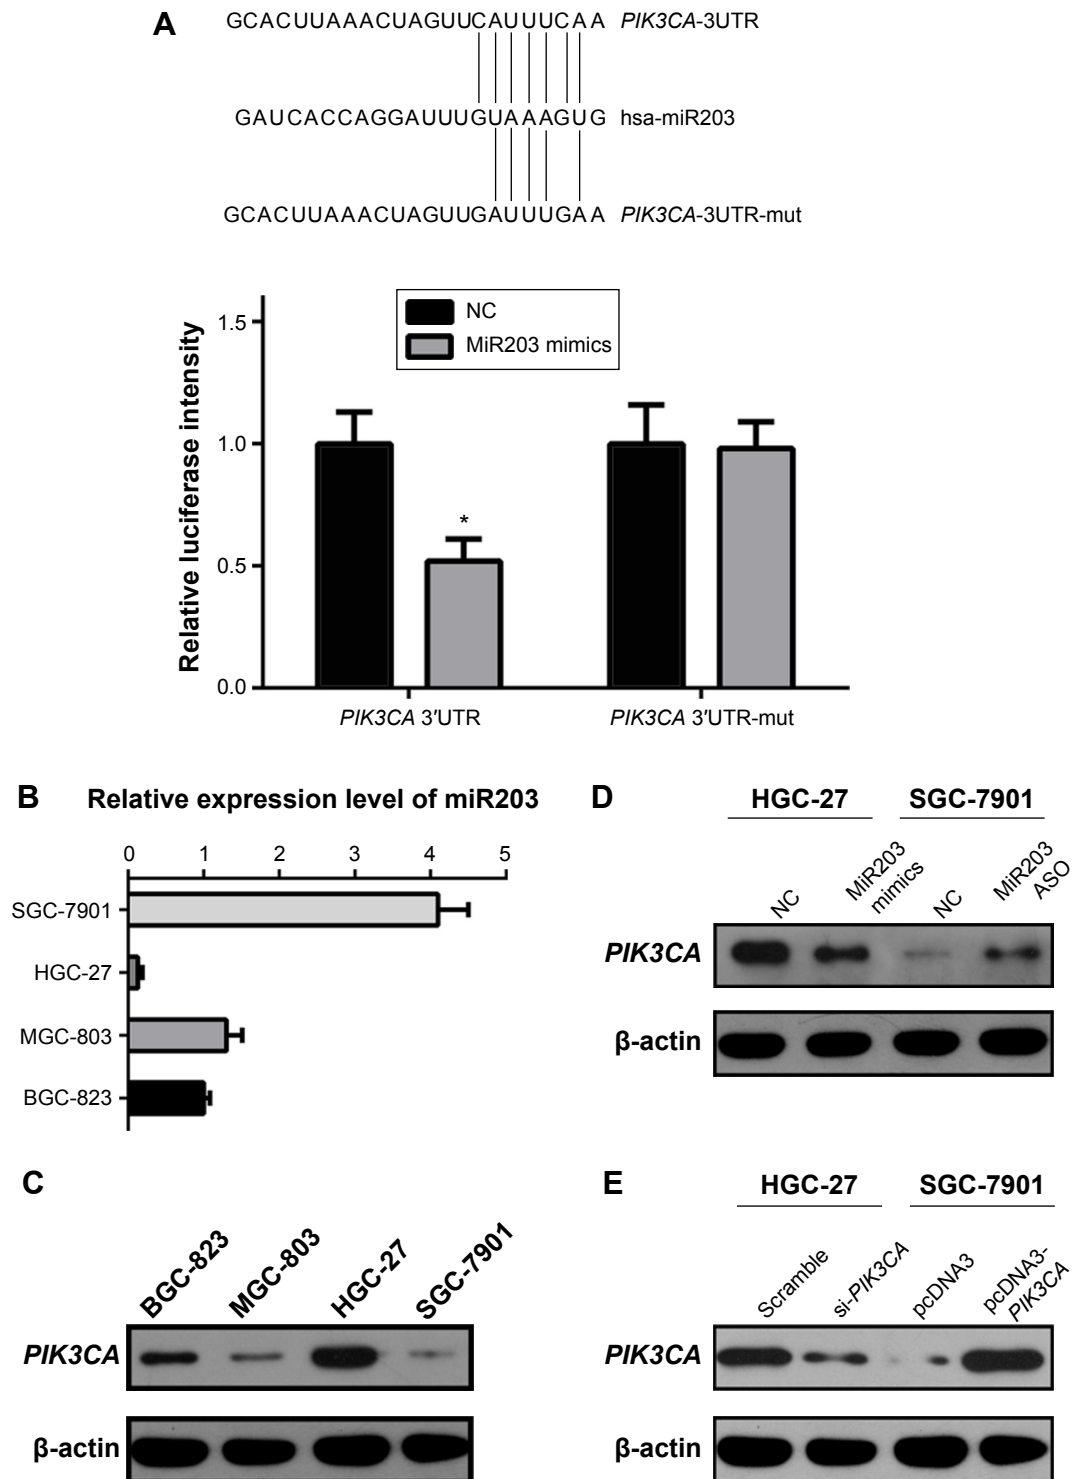 A
GCACUUAAACUAGUUCAUUUCAA PIK3CA-3UTR
GAUCACCAGGAUUUGUAAAGUG hsa-miR203
GCACUUAAACUAGUUGAUUUGAA PIK3CA-3UTR-mut
NC
MiR203 mimics
Relative luciferase intensity
1.5
1.0
0.5
0.0
*
PIK3CA 3′UTR
PIK3CA 3′UTR-mut
B
Relative expression level of miR203
0 1 2 3 4 5
SGC-7901
HGC-27
MGC-803
BGC-823
C
BGC-823
MGC-803
HGC-27
SGC-7901
PIK3CA
β-actin
D
HGC-27
SGC-7901
NC
MiR203
mimics
NC
MiR203
ASO
PIK3CA
β-actin
E
HGC-27
SGC-7901
Scramble
si-PIK3CA
pcDNA3
pcDNA3-
PIK3CA
PIK3CA
β-actin